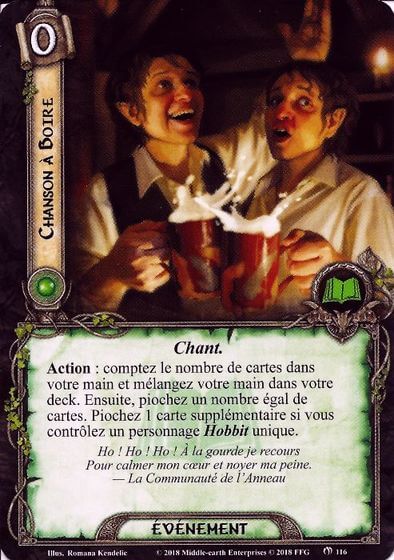 0
CHANSON À BOIRE
Chant.
Action : comptez le nombre de cartes dans
votre main et mélangez votre main dans votre
deck. Ensuite, piochez un nombre égal de
cartes. Piochez 1 carte supplémentaire si vous
contrôlez un personnage Hobbit unique.
Ho ! Ho ! Ho ! À la gourde je recours
Pour calmer mon cœur et noyer ma peine.
— La Communauté de l'Anneau
ÉVÉNEMENT
Illus. Romana Kendelic © 2018 Middle-earth Enterprises © 2018 FFG 116